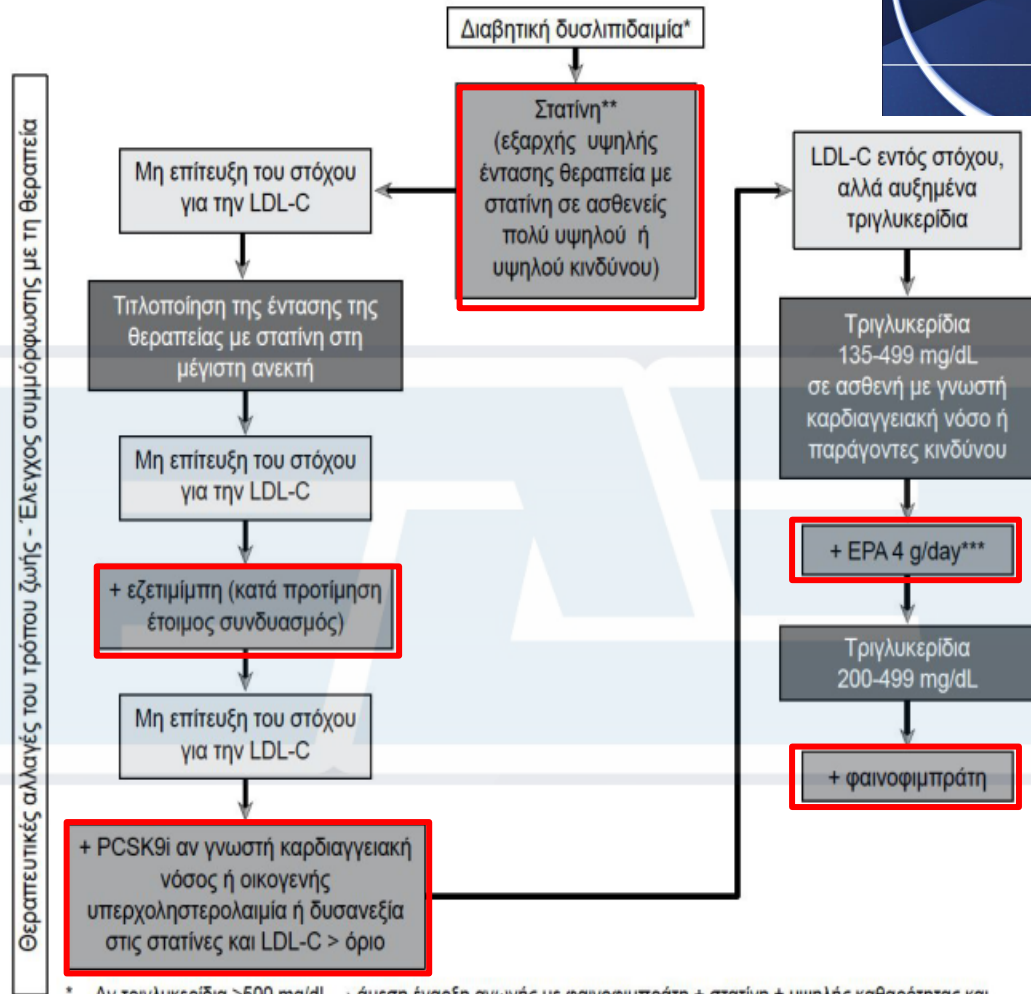 Διαβητική δυσλιπιδαιμία*
Θεραπευτικές αλλαγές του τρόπου ζωής - Έλεγχος συμμόρφωσης με τη θεραπεία
Στατίνη**
(εξαρχής υψηλής
έντασης θεραπεία με
στατίνη σε ασθενείς
πολύ υψηλού ή
υψηλού κινδύνου)
Μη επίτευξη του στόχου
για την LDL-C
Τιτλοποίηση της έντασης της
θεραπείας με στατίνη στη
μέγιστη ανεκτή
Μη επίτευξη του στόχου
για την LDL-C
+ εζετιμίμπη (κατά προτίμηση
έτοιμος συνδυασμός)
Μη επίτευξη του στόχου
για την LDL-C
+ PCSK9i αν γνωστή καρδιαγγειακή
νόσος ή οικογενής
υπερχοληστερολαιμία ή δυσανεξία
στις στατίνες και LDL-C > όριο
LDL-C εντός στόχου,
αλλά αυξημένα
τριγλυκερίδια
Τριγλυκερίδια
135-499 mg/dL
σε ασθενή με γνωστή
καρδιαγγειακή νόσο ή
παράγοντες κινδύνου
+ EPA 4 g/day***
Τριγλυκερίδια
200-499 mg/dL
+ φαινοφιμπράτη